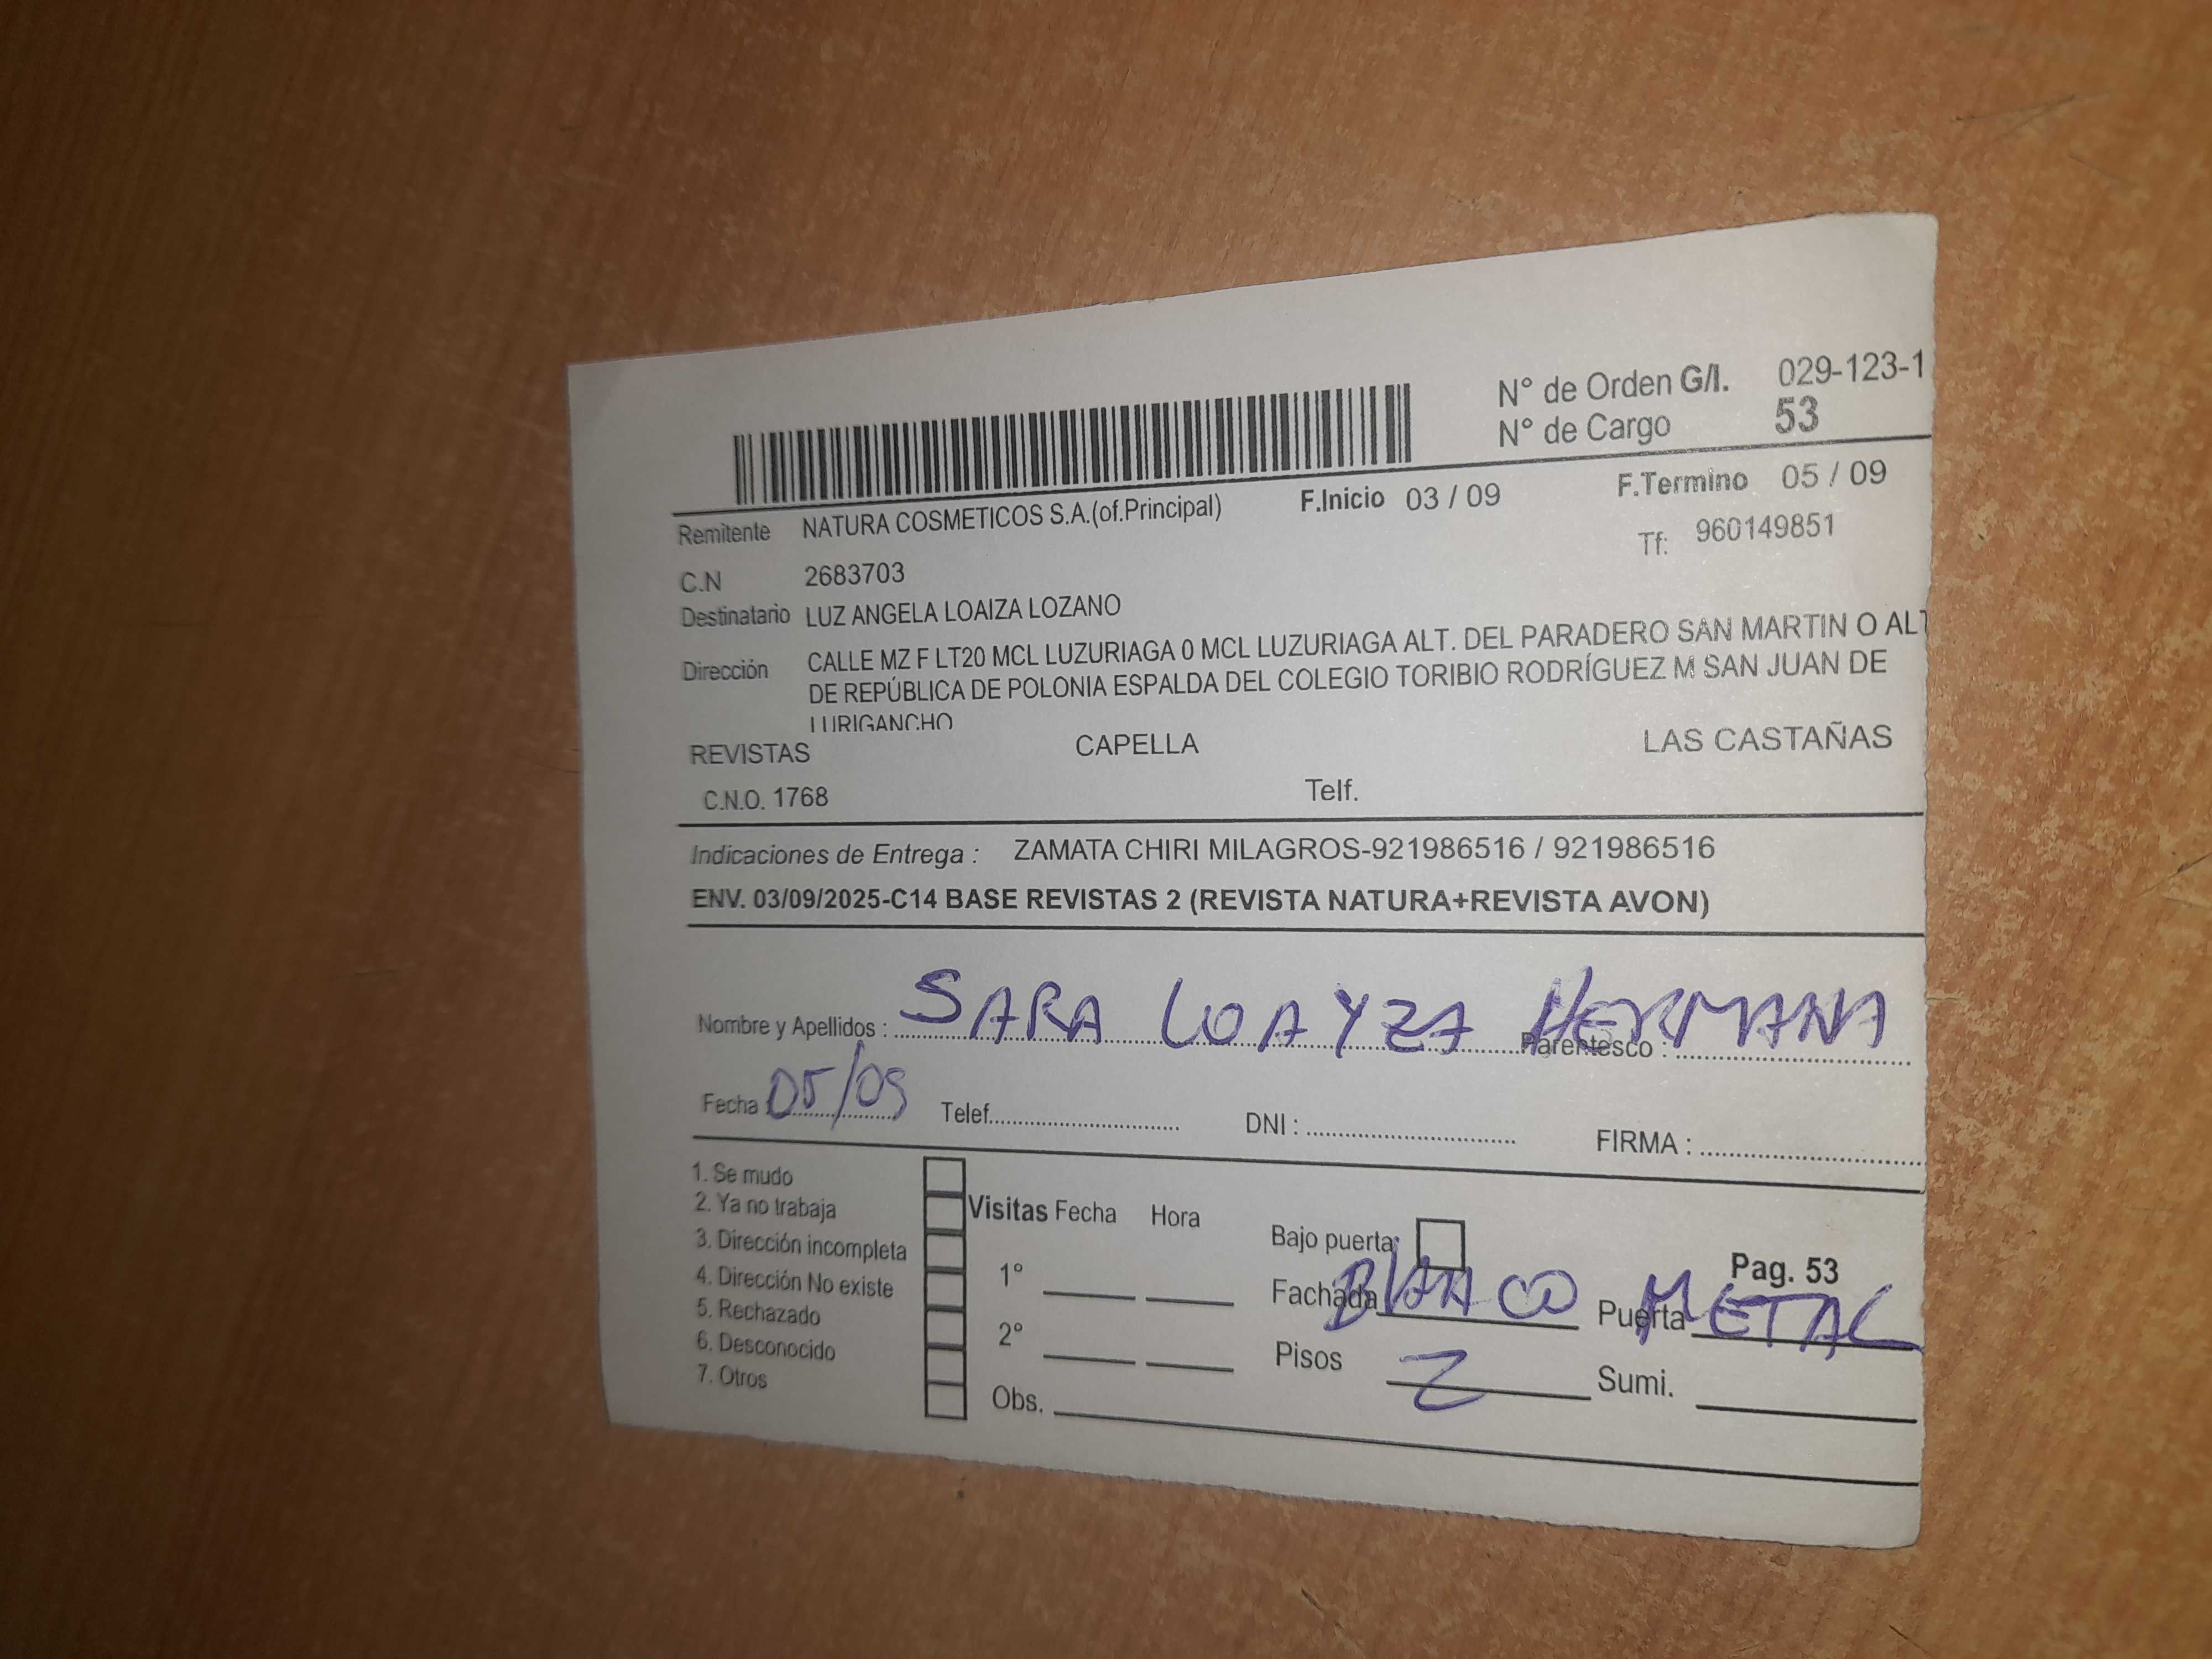 N° de Orden G/I. 029-123-1
N° de Cargo 53
F.Inicio 03 / 09 F.Termino 05 / 09
Remitente NATURA COSMETICOS S.A.(of.Principal)
Tf: 960149851
C.N 2683703
Destinatario LUZ ANGELA LOAIZA LOZANO
Dirección CALLE MZ F LT20 MCL LUZURIAGA 0 MCL LUZURIAGA ALT. DEL PARADERO SAN MARTIN O ALT
DE REPÚBLICA DE POLONIA ESPALDA DEL COLEGIO TORIBIO RODRÍGUEZ M SAN JUAN DE
LURIGANCHO
REVISTAS CAPELLA LAS CASTAÑAS
C.N.O. 1768 Telf.
Indicaciones de Entrega : ZAMATA CHIRI MILAGROS-921986516 / 921986516
ENV. 03/09/2025-C14 BASE REVISTAS 2 (REVISTA NATURA+REVISTA AVON)
Nombre y Apellidos : SARA LOAYZA Parentesco : HERMANA
Fecha 05/09 Telef. DNI : FIRMA :
1. Se mudo
2. Ya no trabaja
3. Dirección incompleta
4. Dirección No existe
5. Rechazado
6. Desconocido
7. Otros
Visitas Fecha Hora
1°
2°
Obs.
Bajo puerta:
Pag. 53
Fachada BLANCO Puerta METAL
Pisos 2 Sumi.